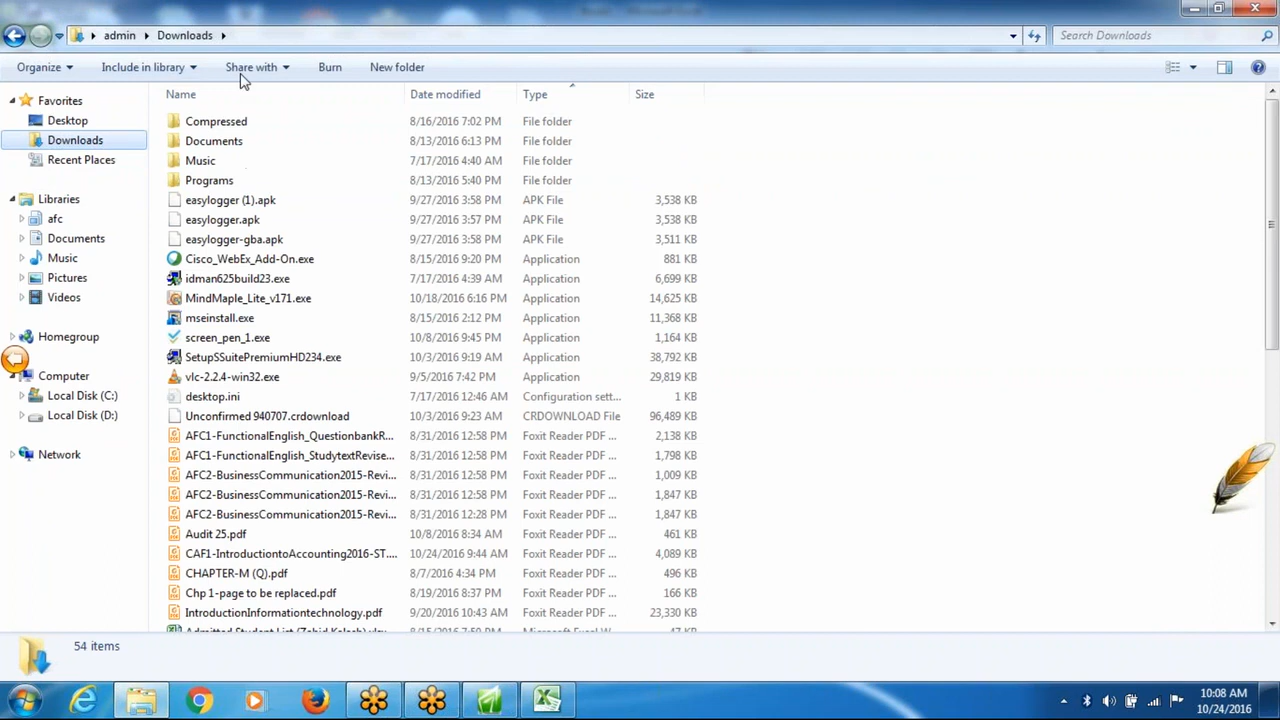 admin Downloads
Search Downloads
Organize Include in library Share with Burn New folder
Name Date modified Type Size
Favorites
Desktop
Downloads
Recent Places
Libraries
afc
Documents
Music
Pictures
Videos
Homegroup
Computer
Local Disk (C:)
Local Disk (D:)
Network
Compressed 8/16/2016 7:02 PM File folder
Documents 8/13/2016 6:13 PM File folder
Music 7/17/2016 4:40 AM File folder
Programs 8/13/2016 5:40 PM File folder
easylogger (1).apk 9/27/2016 3:58 PM APK File 3,538 KB
easylogger.apk 9/27/2016 3:57 PM APK File 3,538 KB
easylogger-gba.apk 9/27/2016 3:58 PM APK File 3,511 KB
Cisco_WebEx_Add-On.exe 8/15/2016 9:20 PM Application 881 KB
idman625build23.exe 7/17/2016 4:39 AM Application 6,699 KB
MindMaple_Lite_v171.exe 10/18/2016 6:16 PM Application 14,625 KB
mseinstall.exe 8/15/2016 2:12 PM Application 11,368 KB
screen_pen_1.exe 10/8/2016 9:45 PM Application 1,164 KB
SetupSSuitePremiumHD234.exe 10/3/2016 9:19 AM Application 38,792 KB
vlc-2.2.4-win32.exe 9/5/2016 7:42 PM Application 29,819 KB
desktop.ini 7/17/2016 12:46 AM Configuration sett... 1 KB
Unconfirmed 940707.crdownload 10/3/2016 9:23 AM CRDOWNLOAD File 96,489 KB
AFC1-FunctionalEnglish_QuestionbankR... 8/31/2016 12:58 PM Foxit Reader PDF ... 2,138 KB
AFC1-FunctionalEnglish_StudytextRevise... 8/31/2016 12:58 PM Foxit Reader PDF ... 1,798 KB
AFC2-BusinessCommunication2015-Revi... 8/31/2016 12:58 PM Foxit Reader PDF ... 1,009 KB
AFC2-BusinessCommunication2015-Revi... 8/31/2016 12:58 PM Foxit Reader PDF ... 1,847 KB
AFC2-BusinessCommunication2015-Revi... 8/31/2016 12:28 PM Foxit Reader PDF ... 1,847 KB
Audit 25.pdf 10/8/2016 8:34 AM Foxit Reader PDF ... 461 KB
CAF1-IntroductiontoAccounting2016-ST.... 10/24/2016 9:44 AM Foxit Reader PDF ... 4,089 KB
CHAPTER-M (Q).pdf 8/7/2016 4:34 PM Foxit Reader PDF ... 496 KB
Chp 1-page to be replaced.pdf 8/19/2016 8:37 PM Foxit Reader PDF ... 166 KB
IntroductionInformationtechnology.pdf 9/20/2016 10:43 AM Foxit Reader PDF ... 23,330 KB
54 items
10:08 AM
10/24/2016